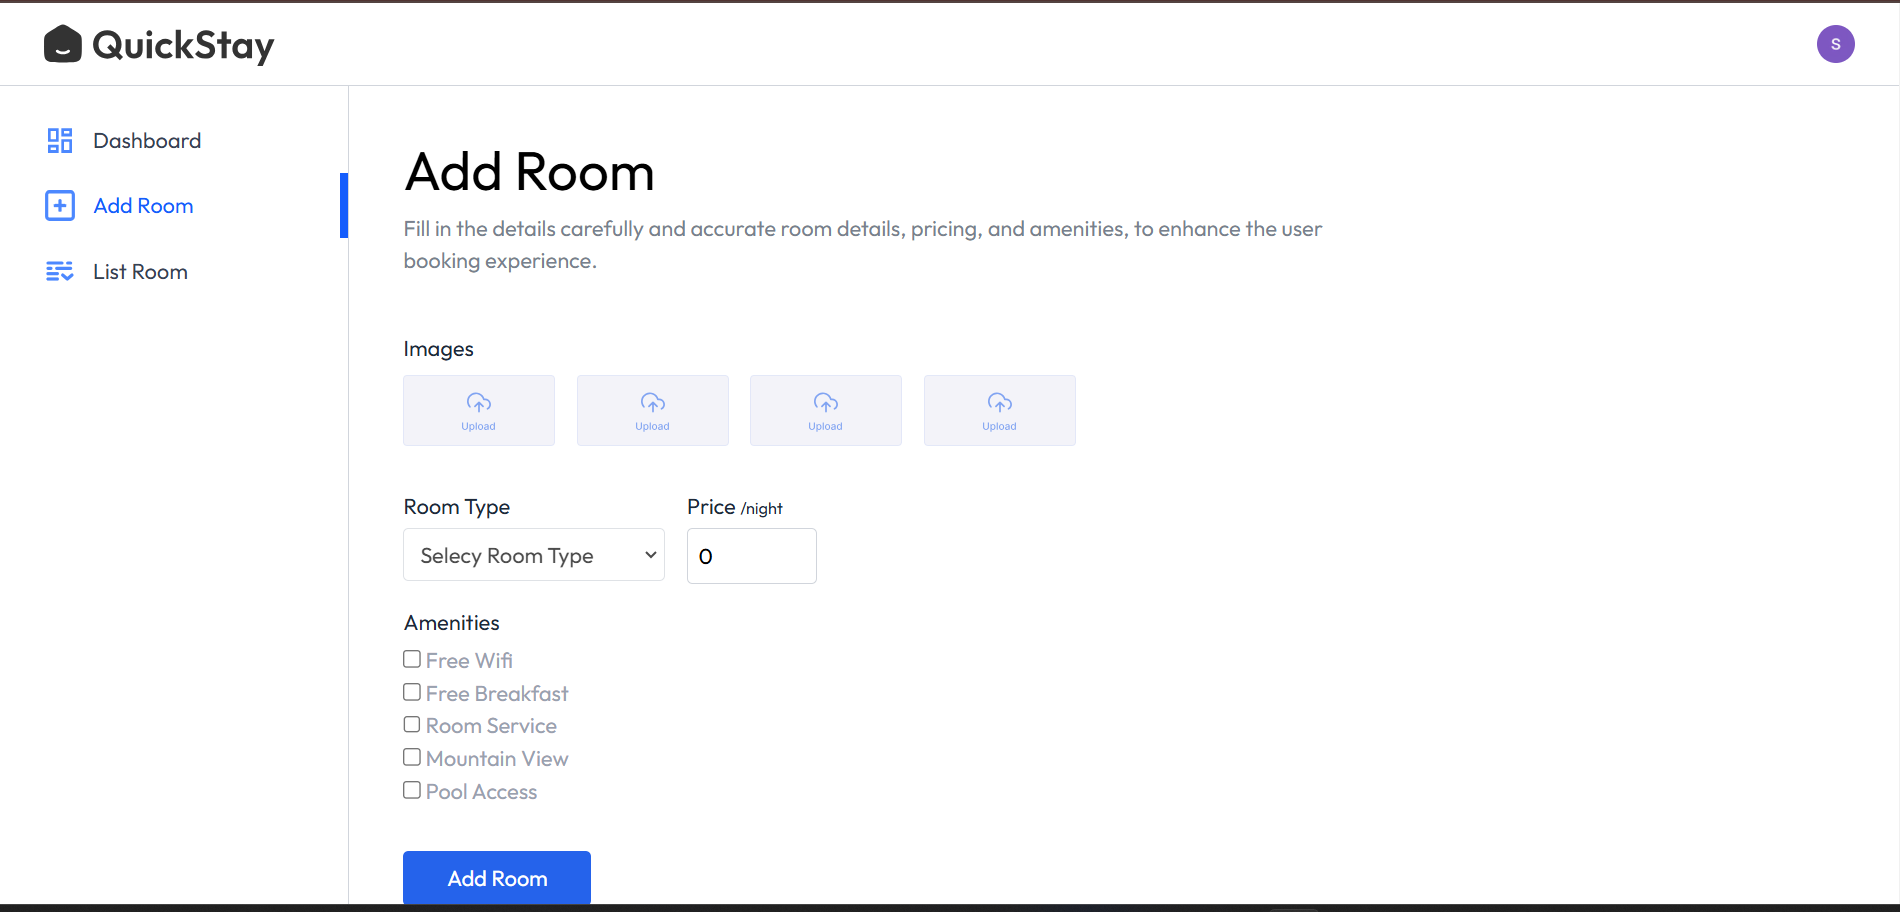 QuickStay
S
Dashboard
Add Room
List Room
Add Room
Fill in the details carefully and accurate room details, pricing, and amenities, to enhance the user
booking experience.
Images
Upload
Upload
Upload
Upload
Room Type
Price /night
Selecy Room Type
0
Amenities
Free Wifi
Free Breakfast
Room Service
Mountain View
Pool Access
Add Room